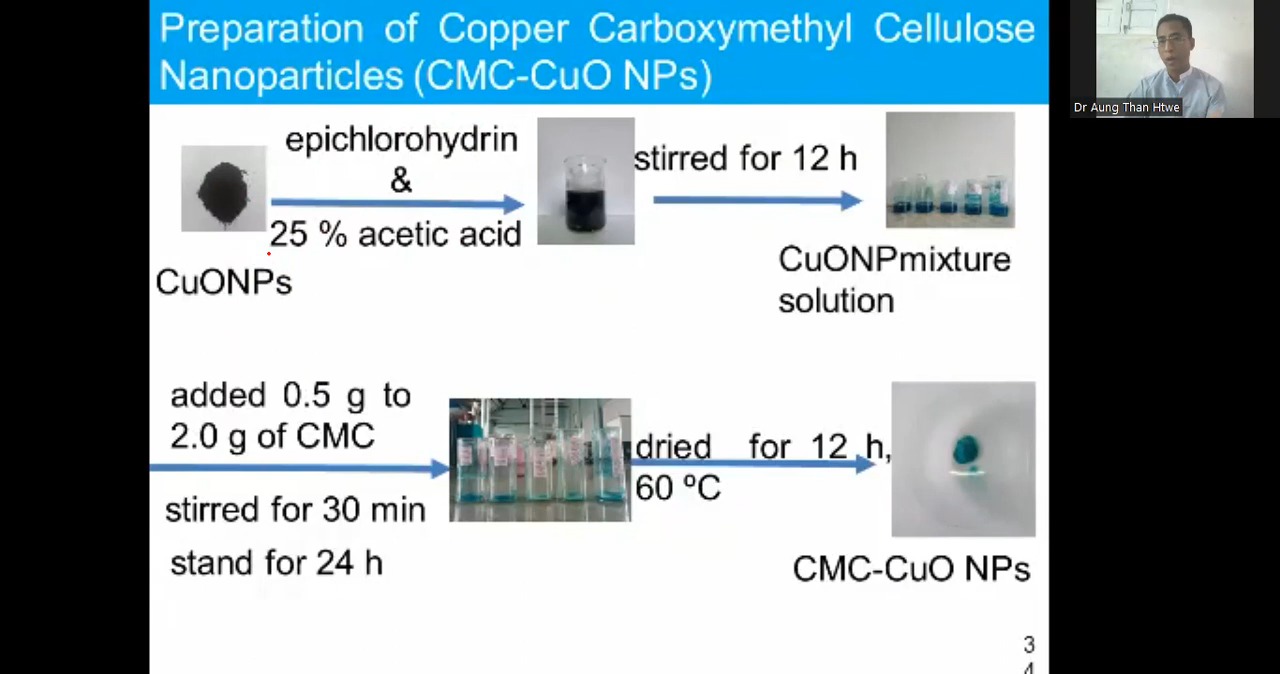 Preparation of Copper Carboxymethyl Cellulose
Nanoparticles (CMC-CuO NPs)
Dr Aung Than Htwe
epichlorohydrin
&
25 % acetic acid
CuONPs
stirred for 12 h
CuONPmixture
solution
added 0.5 g to
2.0 g of CMC
stirred for 30 min
stand for 24 h
dried for 12 h,
60 ºC
CMC-CuO NPs
3
4